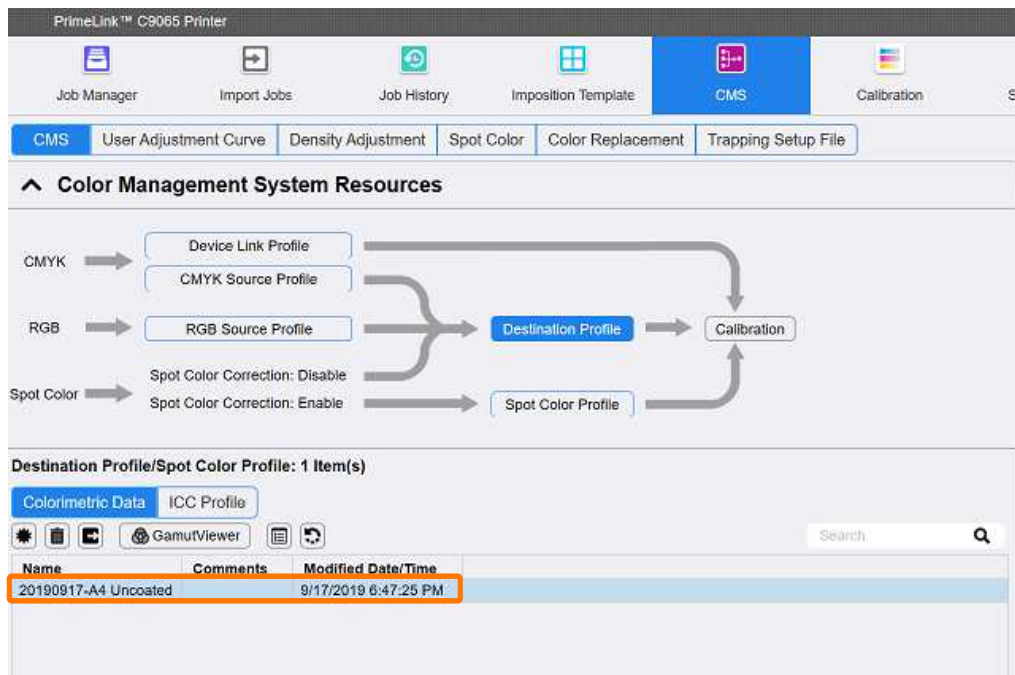 PrimeLink™ C9065 Printer
Job Manager Import Jobs Job History Imposition Template CMS Calibration S
CMS User Adjustment Curve Density Adjustment Spot Color Color Replacement Trapping Setup File
Color Management System Resources
Device Link Profile
CMYK
CMYK Source Profile
RGB RGB Source Profile Destination Profile Calibration
Spot Color Correction: Disable
Spot Color
Spot Color Correction: Enable Spot Color Profile
Destination Profile/Spot Color Profile: 1 Item(s)
Colorimetric Data ICC Profile
GamutViewer Search
Name Comments Modified Date/Time
20190917-A4 Uncoated 9/17/2019 6:47:25 PM